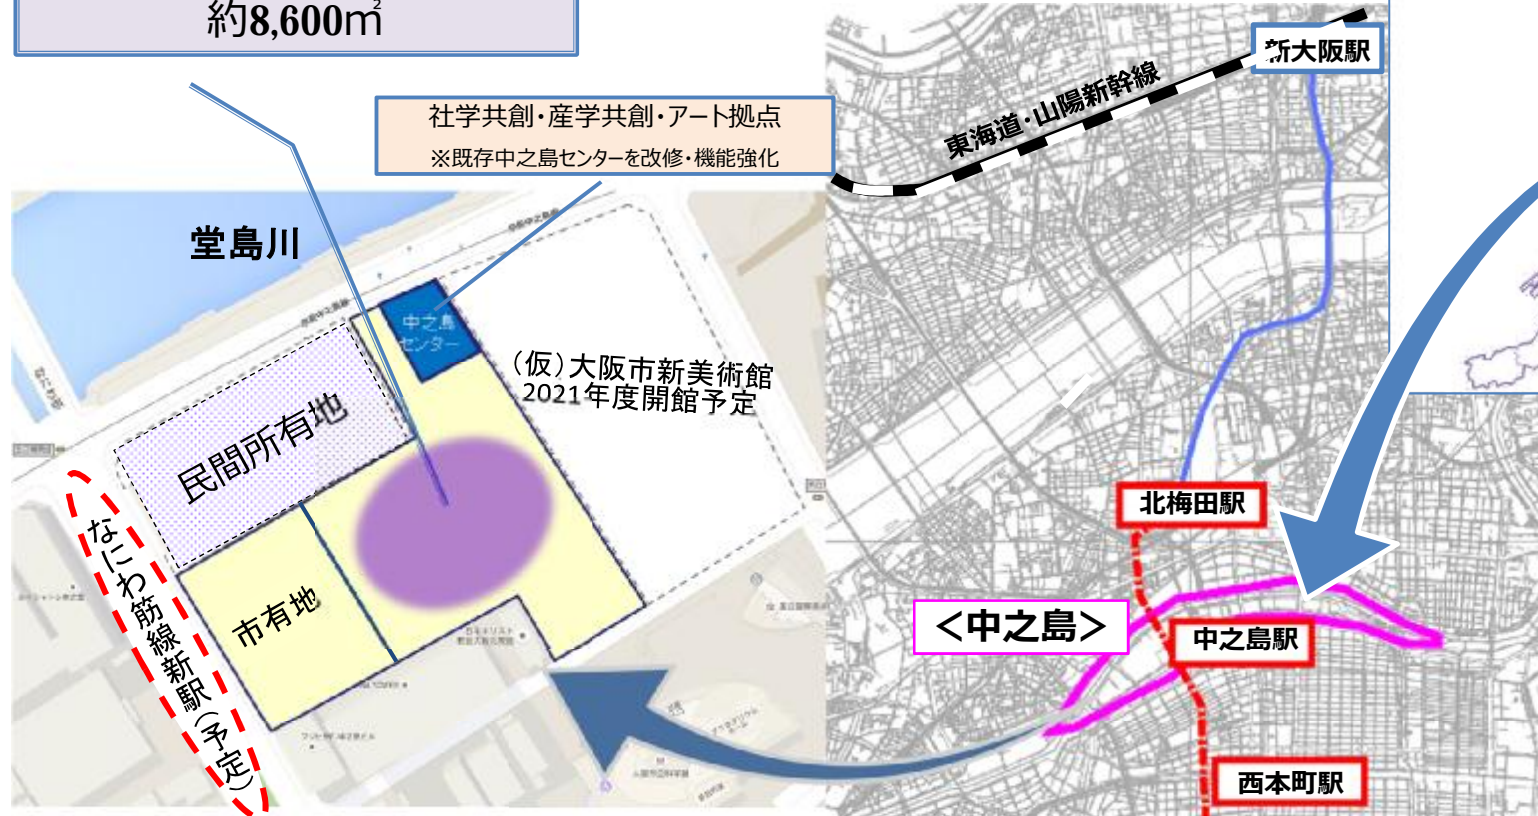 約8,600㎡
社学共創・産学共創・アート拠点
※既存中之島センターを改修・機能強化
堂島川
中之島
センター
（仮）大阪市新美術館
2021年度開館予定
民間所有地
市有地
なにわ筋線新駅（予定）
新大阪駅
東海道・山陽新幹線
北梅田駅
＜中之島＞
中之島駅
西本町駅